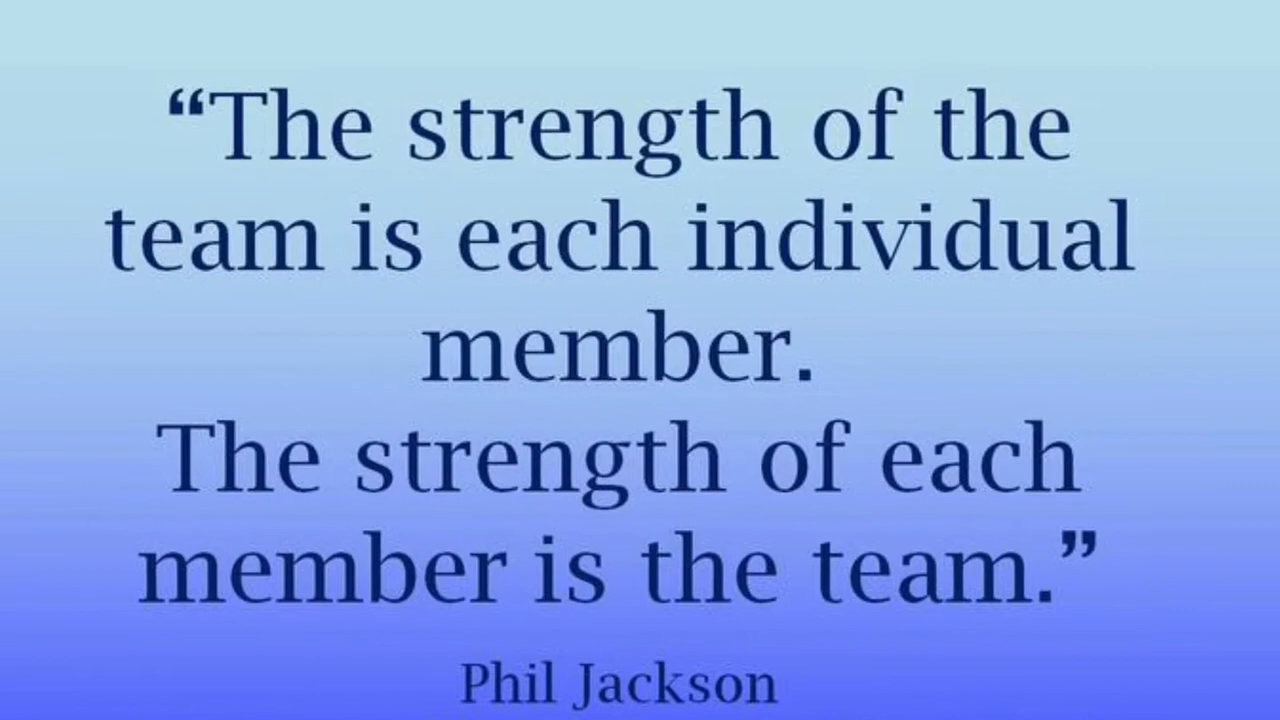 “The strength of the
team is each individual
member.
The strength of each
member is the team.”
Phil Jackson